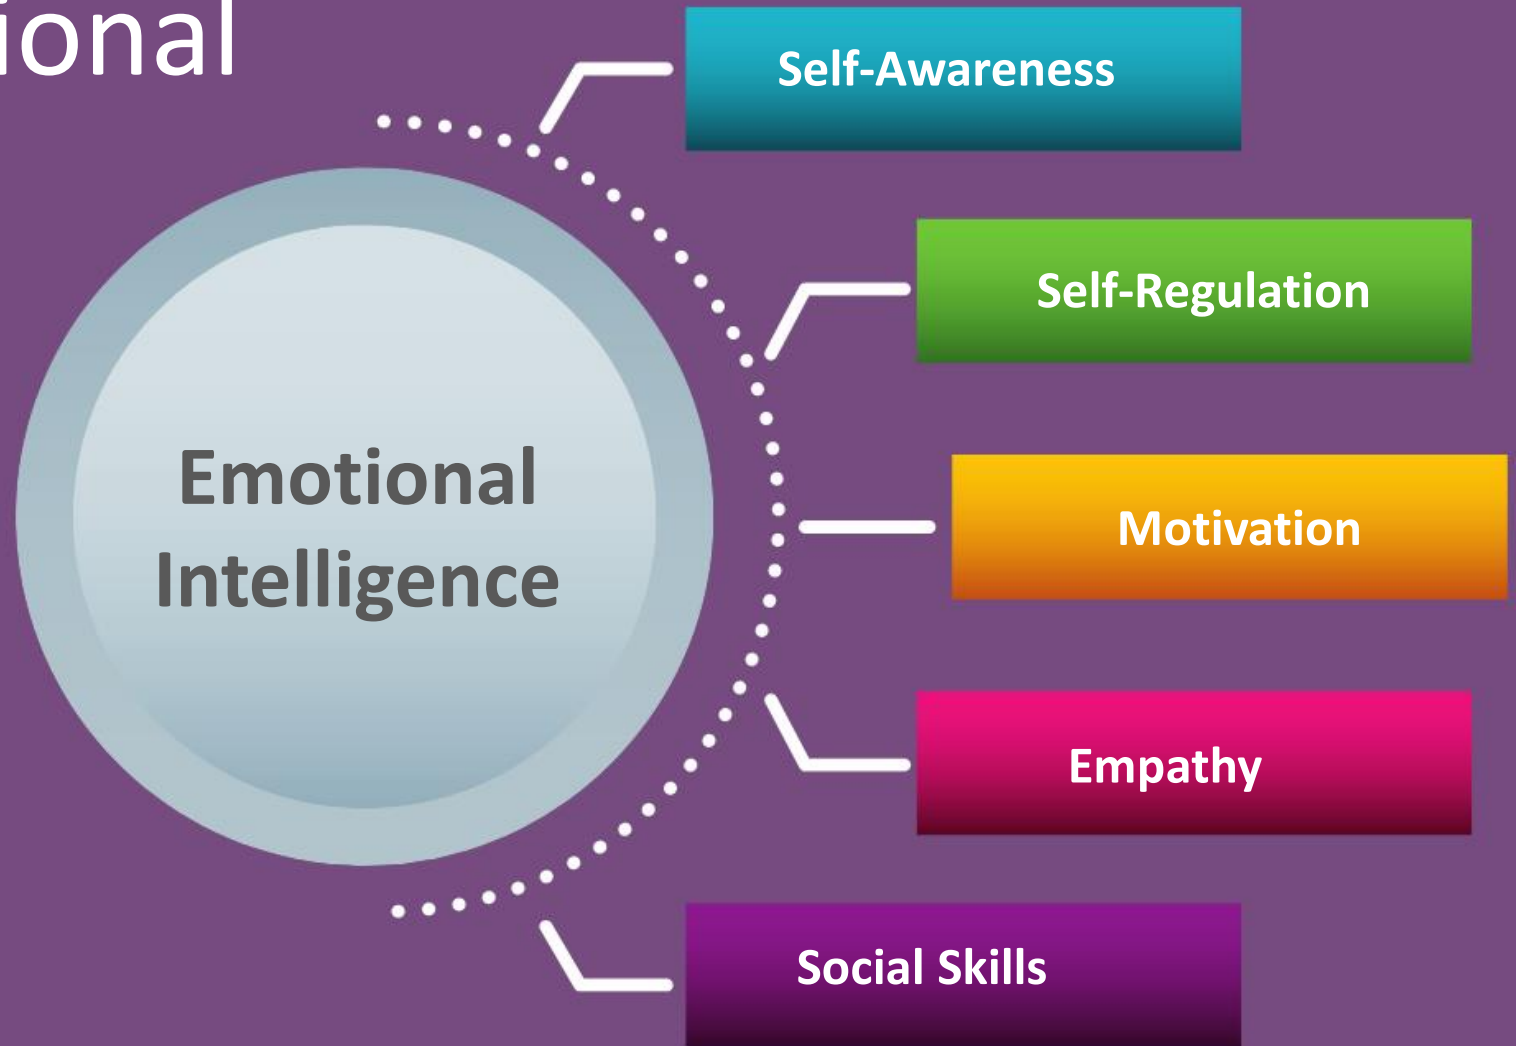 ional
Self-Awareness
Self-Regulation
Emotional
Intelligence
Motivation
Empathy
Social Skills